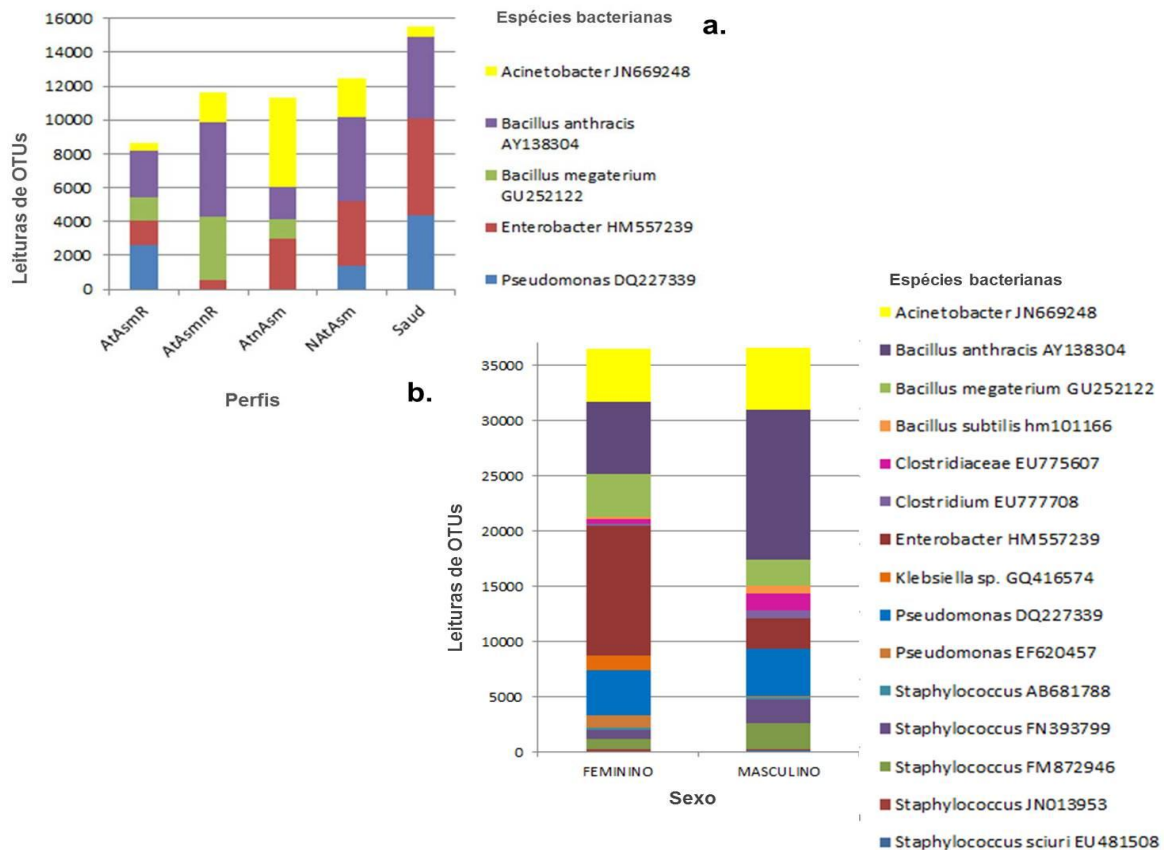 a.
Leituras de OTUs
16000
14000
12000
10000
8000
6000
4000
2000
0
AtAsmR
AtAsmnR
AtnAsm
NAtAsm
Saud
Perfis
Espécies bacterianas
Acinetobacter JN669248
Bacillus anthracis
AY138304
Bacillus megaterium
GU252122
Enterobacter HM557239
Pseudomonas DQ227339
b.
Leituras de OTUs
35000
30000
25000
20000
15000
10000
5000
0
FEMININO
MASCULINO
Sexo
Espécies bacterianas
Acinetobacter JN669248
Bacillus anthracis AY138304
Bacillus megaterium GU252122
Bacillus subtilis hm101166
Clostridiaceae EU775607
Clostridium EU777708
Enterobacter HM557239
Klebsiella sp. GQ416574
Pseudomonas DQ227339
Pseudomonas EF620457
Staphylococcus AB681788
Staphylococcus FN393799
Staphylococcus FM872946
Staphylococcus JN013953
Staphylococcus sciuri EU481508